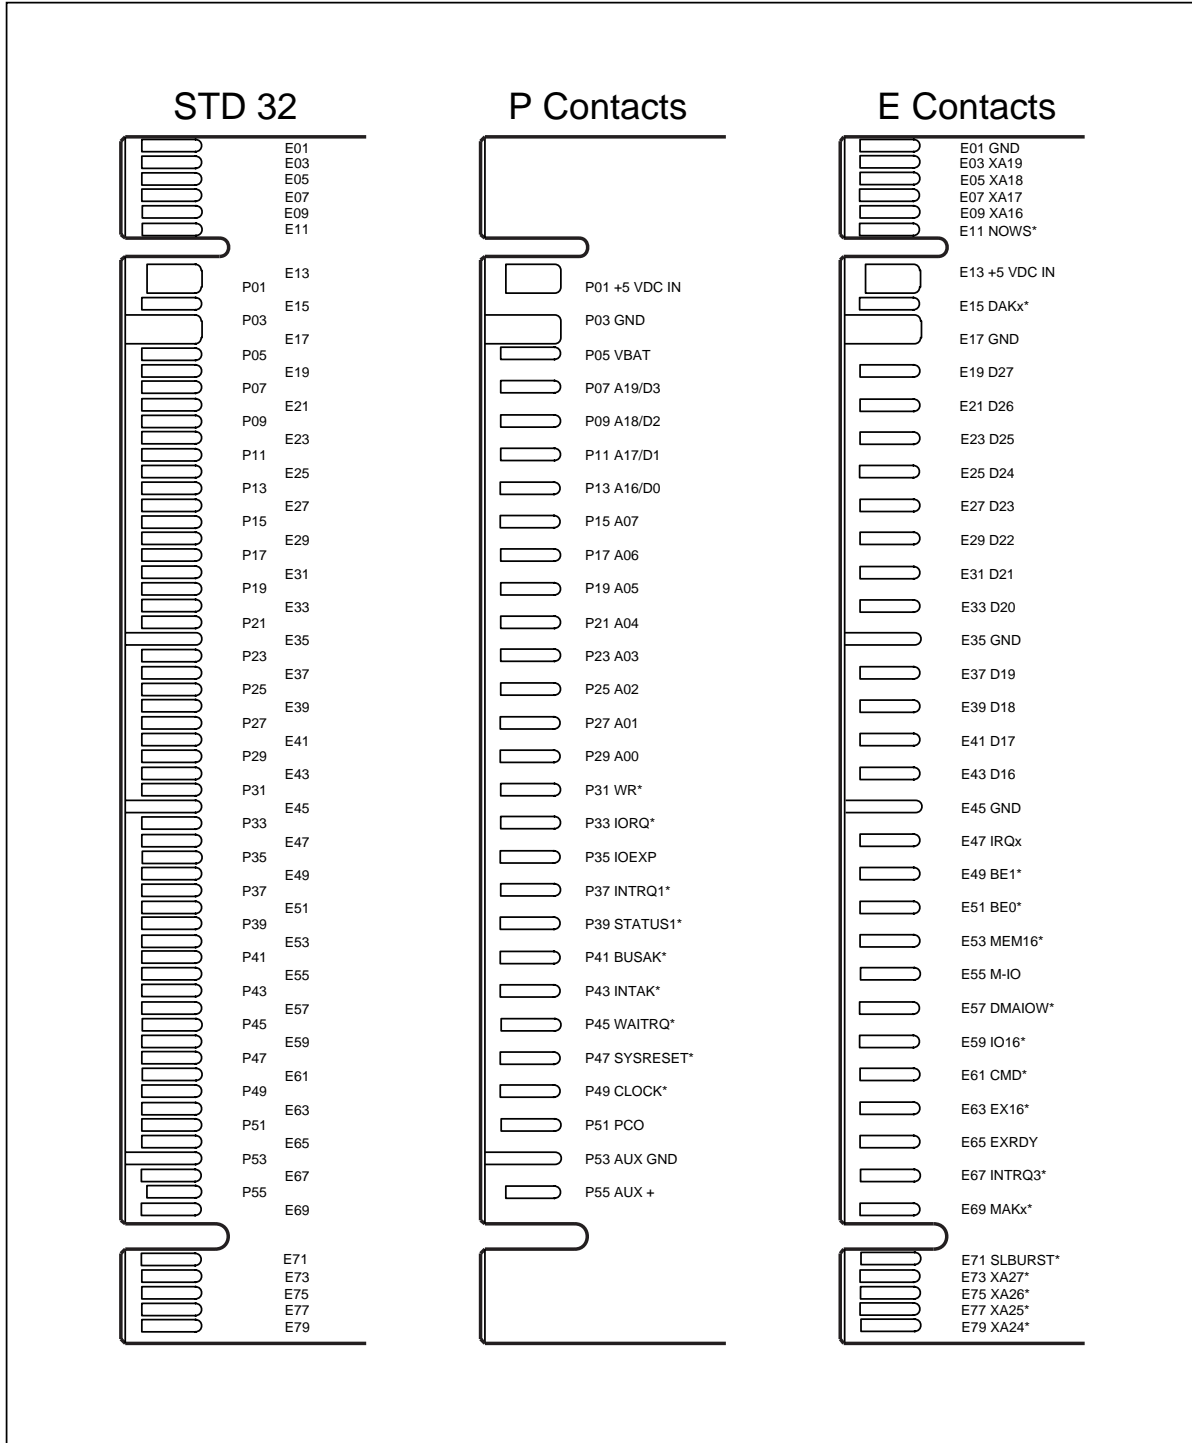 STD 32
E01
E03
E05
E07
E09
E11
E13
P01
E15
P03
E17
P05
E19
P07
E21
P09
E23
P11
E25
P13
E27
P15
E29
P17
E31
P19
E33
P21
E35
P23
E37
P25
E39
P27
E41
P29
E43
P31
E45
P33
E47
P35
E49
P37
E51
P39
E53
P41
E55
P43
E57
P45
E59
P47
E61
P49
E63
P51
E65
P53
E67
P55
E69
E71
E73
E75
E77
E79
P Contacts
P01 +5 VDC IN
P03 GND
P05 VBAT
P07 A19/D3
P09 A18/D2
P11 A17/D1
P13 A16/D0
P15 A07
P17 A06
P19 A05
P21 A04
P23 A03
P25 A02
P27 A01
P29 A00
P31 WR*
P33 IORQ*
P35 IOEXP
P37 INTRQ1*
P39 STATUS1*
P41 BUSAK*
P43 INTAK*
P45 WAITRQ*
P47 SYSRESET*
P49 CLOCK*
P51 PCO
P53 AUX GND
P55 AUX +
E Contacts
E01 GND
E03 XA19
E05 XA18
E07 XA17
E09 XA16
E11 NOWS*
E13 +5 VDC IN
E15 DAKx*
E17 GND
E19 D27
E21 D26
E23 D25
E25 D24
E27 D23
E29 D22
E31 D21
E33 D20
E35 GND
E37 D19
E39 D18
E41 D17
E43 D16
E45 GND
E47 IRQx
E49 BE1*
E51 BE0*
E53 MEM16*
E55 M-IO
E57 DMAIOW*
E59 IO16*
E61 CMD*
E63 EX16*
E65 EXRDY
E67 INTRQ3*
E69 MAKx*
E71 SLBURST*
E73 XA27*
E75 XA26*
E77 XA25*
E79 XA24*